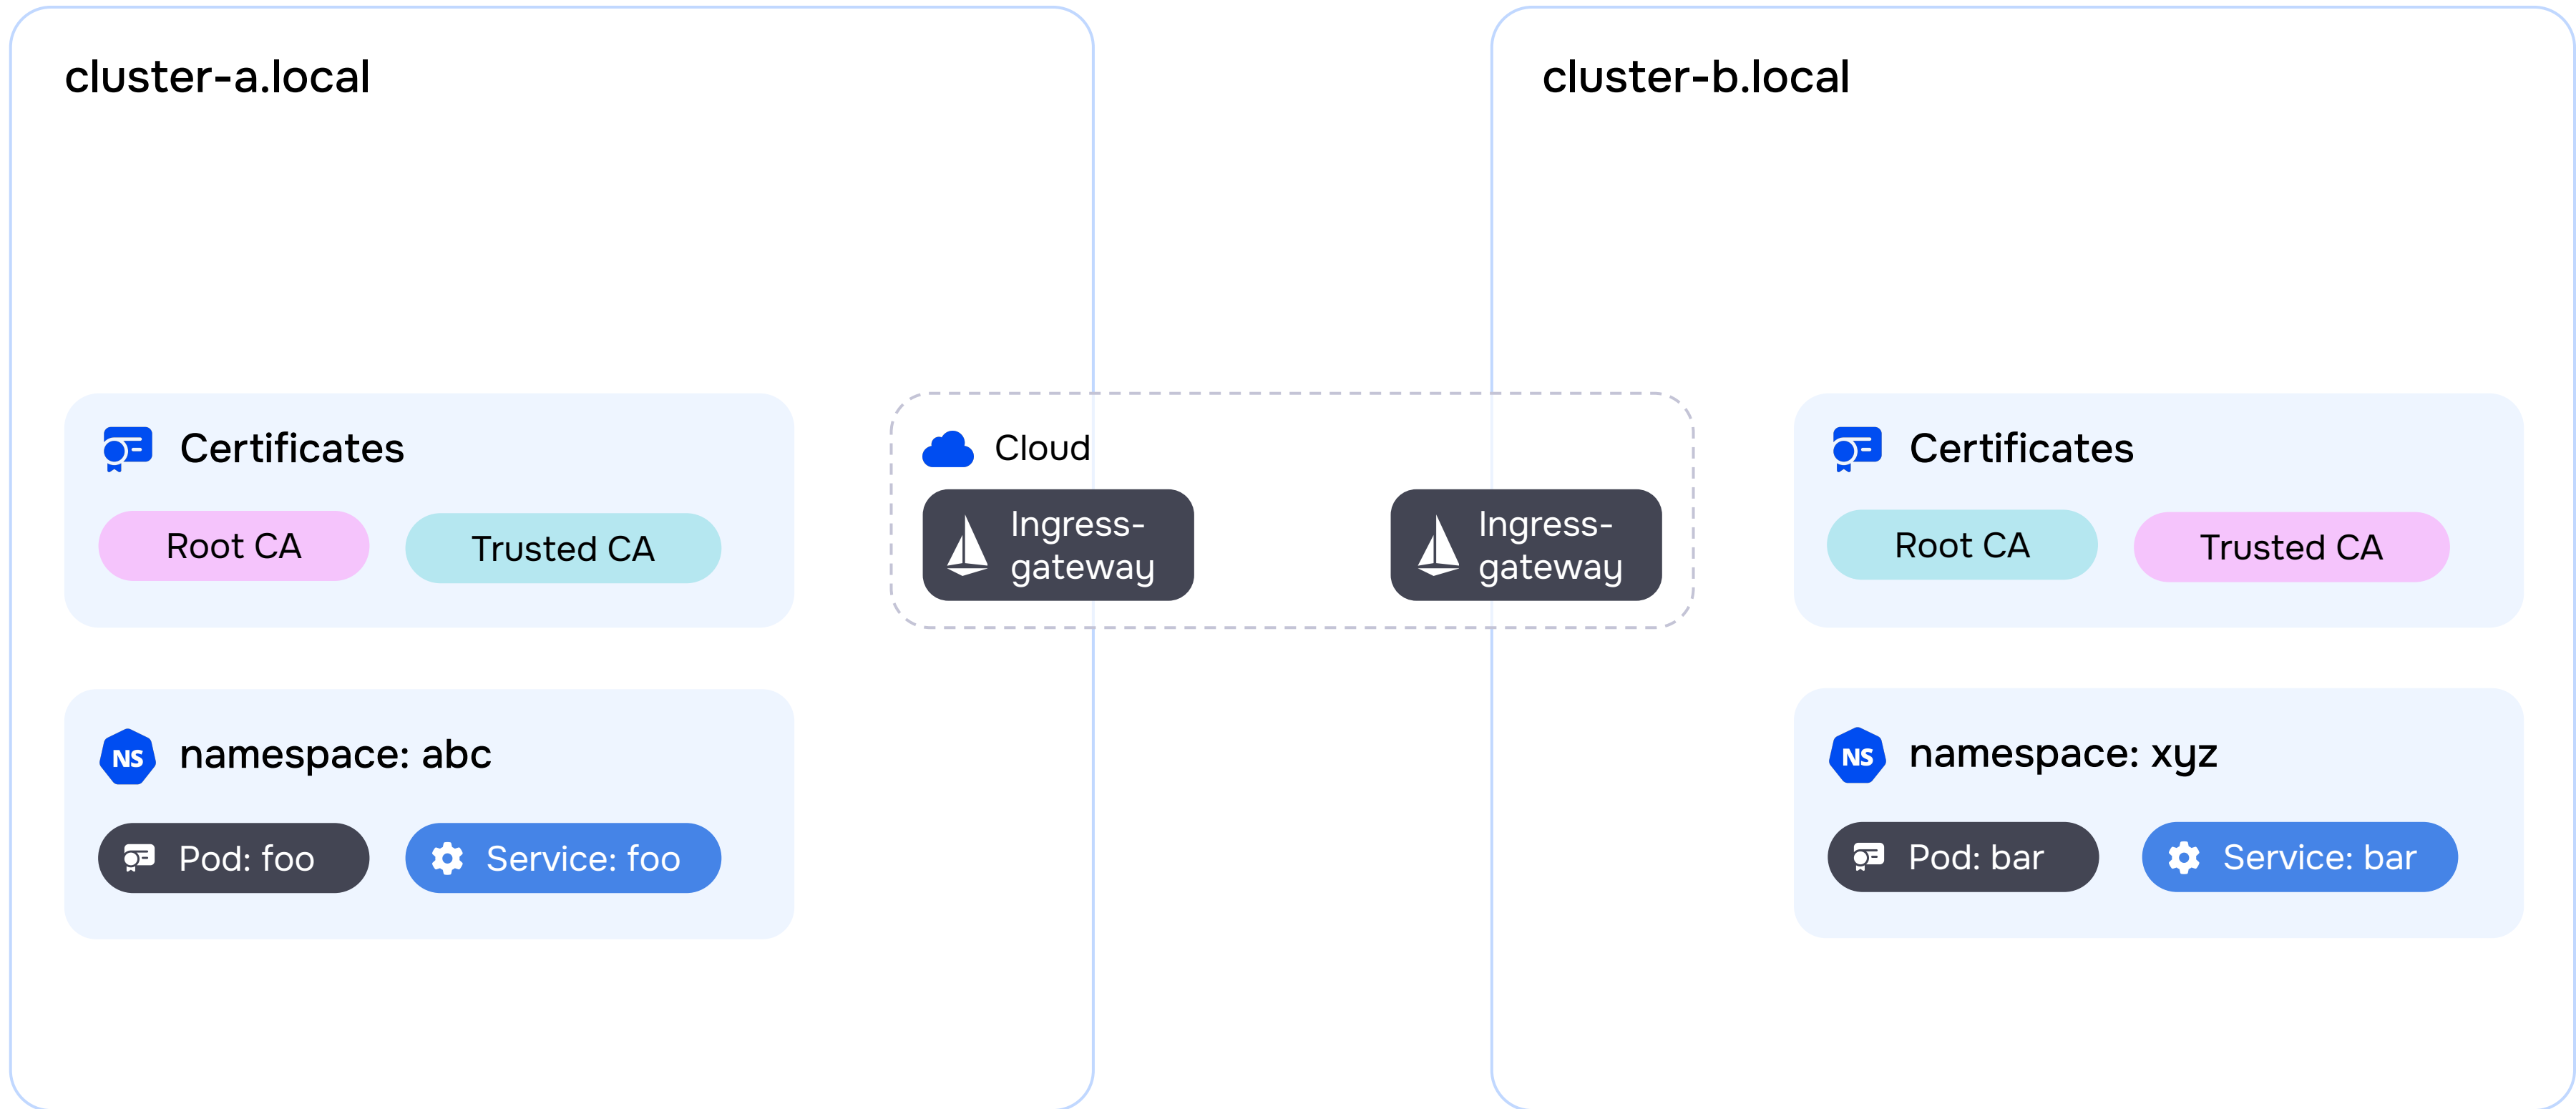 cluster-a.local
Certificates
Root CA
Trusted CA
NS
namespace: abc
Pod: foo
Service: foo
Cloud
Ingress-
gateway
Ingress-
gateway
cluster-b.local
Certificates
Root CA
Trusted CA
NS
namespace: xyz
Pod: bar
Service: bar